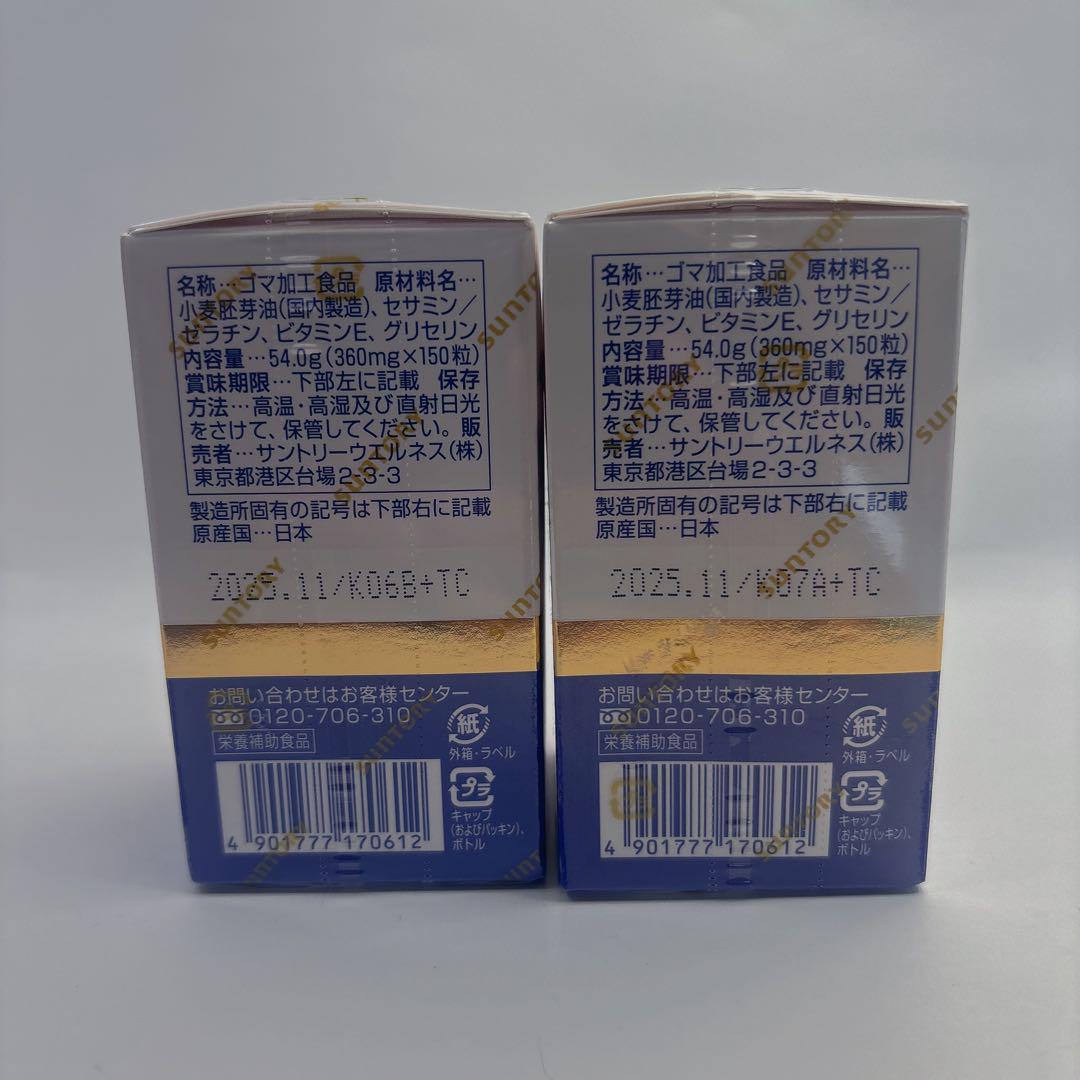 名称…ゴマ加工食品 原材料名…
小麦胚芽油(国内製造)、セサミン/
ゼラチン、ビタミンE、グリセリン
内容量…54.0g(360mg×150粒)
賞味期限…下部左に記載 保存
方法…高温・高湿及び直射日光
をさけて、保管してください。販
売者…サントリーウエルネス(株)
東京都港区台場2-3-3
製造所固有の記号は下部右に記載
原産国…日本
2025.11/K06B+TC
お問い合わせはお客様センター
0120-706-310
栄養補助食品
紙
外箱・ラベル
プラ
キャップ
(およびパッキン)、
ボトル
4 901777 170612
SUNTORY
SUNTORY
SUNTORY
SUNTORY
SUNTORY
SUNTORY
SUNTORY
SUNTORY
名称…ゴマ加工食品 原材料名…
小麦胚芽油(国内製造)、セサミン/
ゼラチン、ビタミンE、グリセリン
内容量…54.0g(360mg×150粒)
賞味期限…下部左に記載 保存
方法…高温・高湿及び直射日光
をさけて、保管してください。販
売者…サントリーウエルネス(株)
東京都港区台場2-3-3
製造所固有の記号は下部右に記載
原産国…日本
2025.11/K07A+TC
お問い合わせはお客様センター
0120-706-310
栄養補助食品
紙
外箱・ラベル
プラ
キャップ
(およびパッキン)、
ボトル
4 901777 170612
SUNTORY
SUNTORY
SUNTORY
SUNTORY
SUNTORY
SUNTORY
SUNTORY